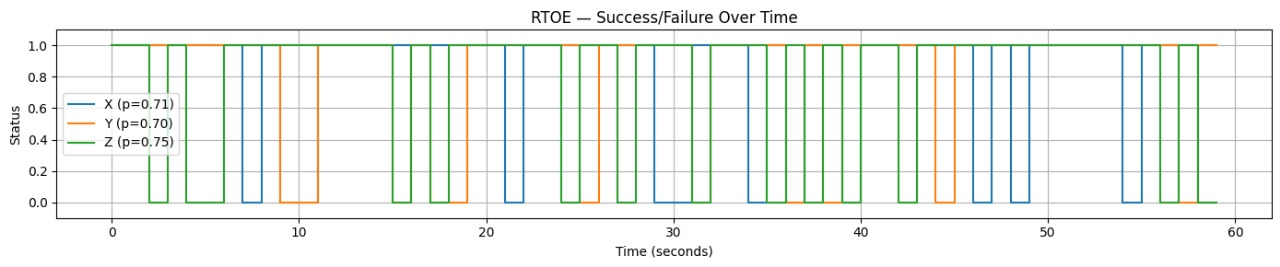 RTOE — Success/Failure Over Time
Status
1.0
0.8
0.6
0.4
0.2
0.0
X (p=0.71)
Y (p=0.70)
Z (p=0.75)
0 10 20 30 40 50 60
Time (seconds)